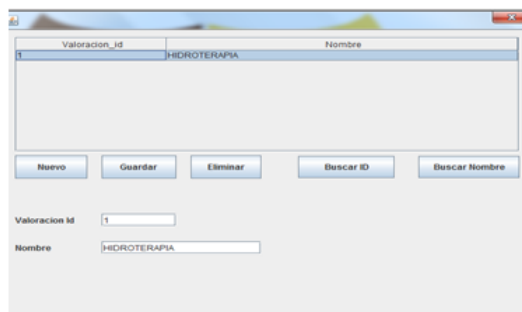 Valoracion_id Nombre
1 HIDROTERAPIA
Nuevo Guardar Eliminar Buscar ID Buscar Nombre
Valoracion Id 1
Nombre HIDROTERAPIA